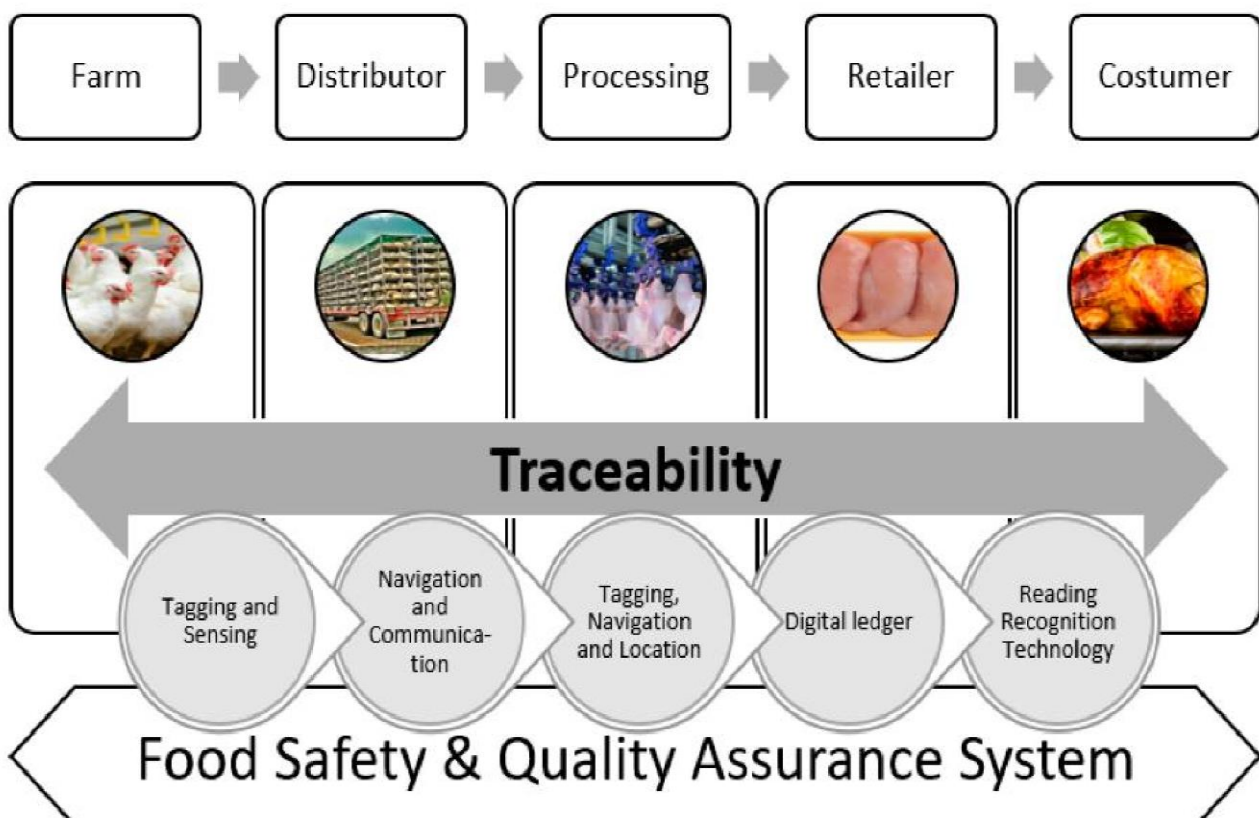 Farm
Distributor
Processing
Retailer
Costumer
Traceability
Tagging and
Sensing
Navigation
and
Communica-
tion
Tagging,
Navigation
and Location
Digital ledger
Reading
Recognition
Technology
Food Safety & Quality Assurance System